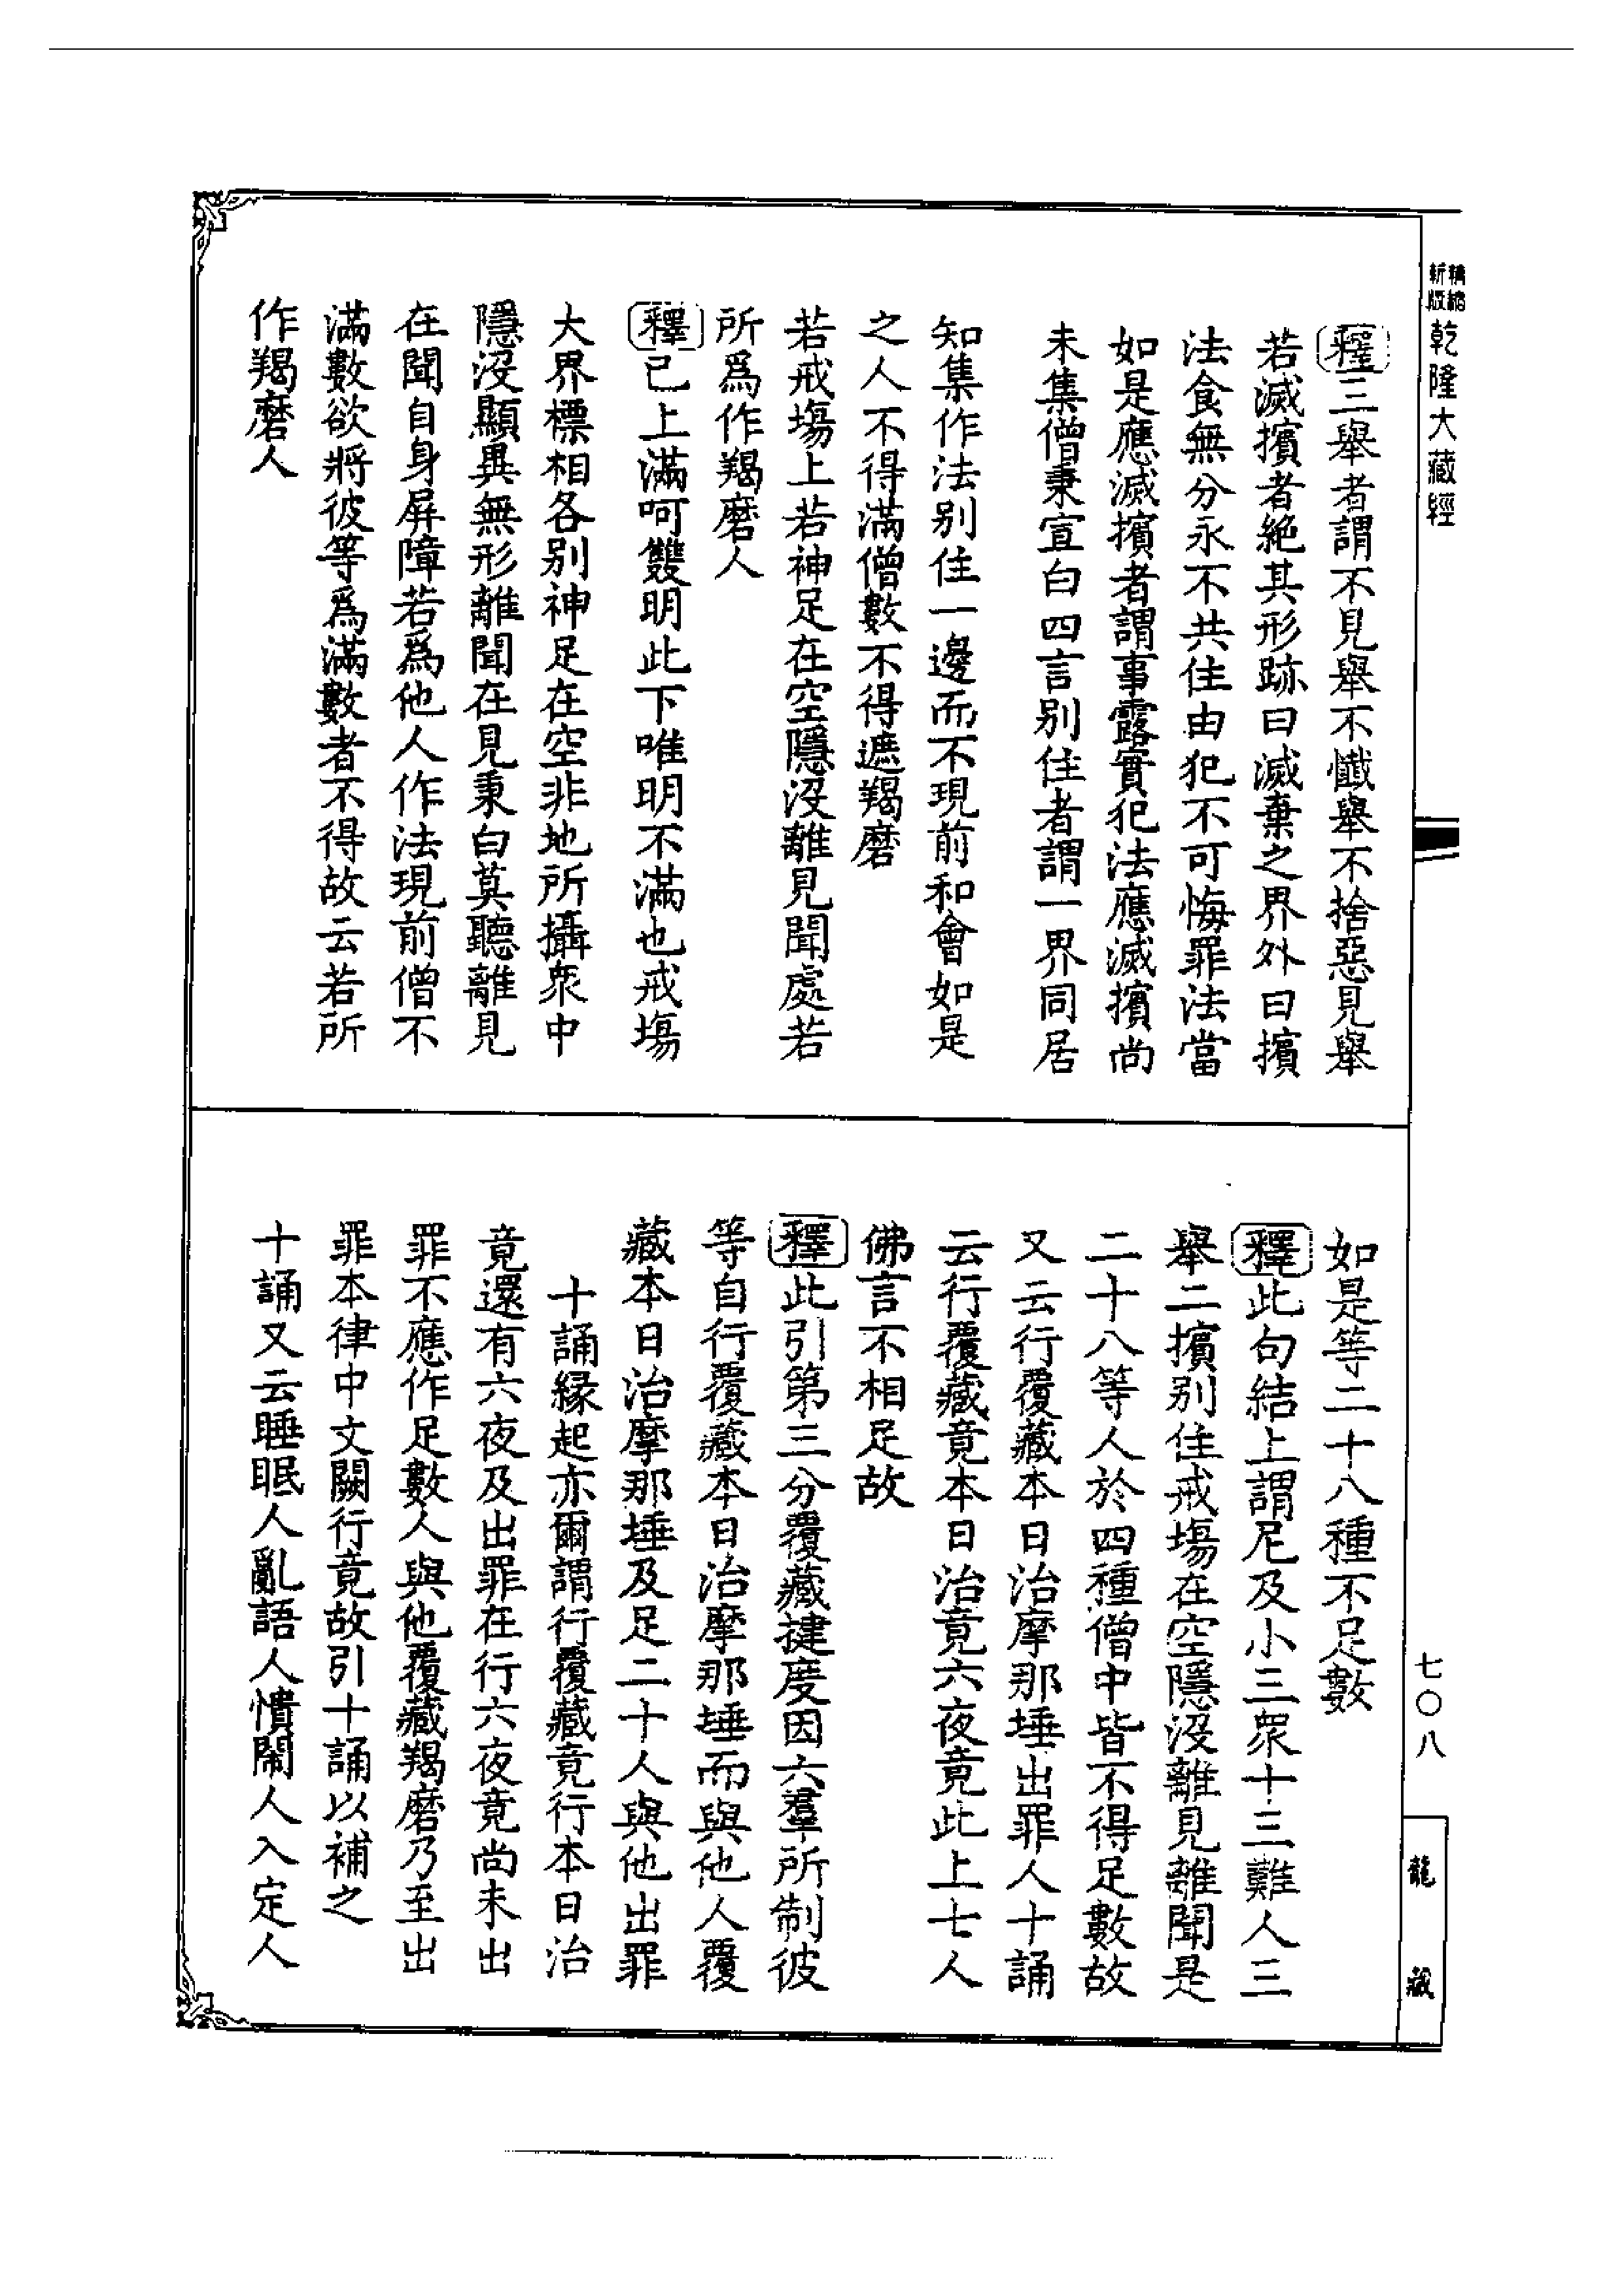 新版
精縮
乾隆大藏經
釋三舉者謂不見舉不懺舉不捨惡見舉
若滅擯者絶其形跡曰滅棄之界外曰擯
法食無分永不共住由犯不可悔罪法當
如是應滅擯者謂事露實犯法應滅擯尚
未集僧秉宣白四言别住者謂一界同居
知集作法别住一邊而不現前和會如是
之人不得滿僧數不得遮羯磨
若戒塲上若神足在空隱没離見聞處若
所爲作羯磨人
釋已上滿呵雙明此下唯明不滿也戒塲
大界標相各别神足在空非地所攝衆中
隱没顯異無形離聞在見秉白莫聽離見
在聞自身屏障若爲他人作法現前僧不
滿數欲將彼等爲滿數者不得故云若所
作羯磨人
如是等二十八種不足數
釋此句結上謂尼及小三衆十三難人三
舉二擯别住戒塲在空隱没離見離聞是
二十八等人於四種僧中皆不得足數故
又云行覆藏本日治摩那埵出罪人十誦
云行覆藏竟本日治竟六夜竟此上七人
佛言不相足故
釋此引第三分覆藏揵度因六羣所制彼
等自行覆藏本日治摩那埵而與他人覆
藏本日治摩那埵及足二十人與他出罪
十誦緣起亦爾謂行覆藏竟行本日治
竟還有六夜及出罪在行六夜竟尚未出
罪不應作足數人與他覆藏羯磨乃至出
罪本律中文闕行竟故引十誦以補之
十誦又云睡眠人亂語人憒閙人入定人
七〇八
龍藏